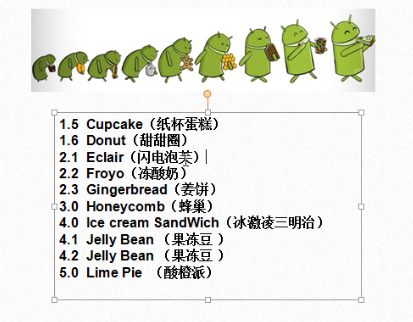 1.5 Cupcake（纸杯蛋糕）
1.6 Donut（甜甜圈）
2.1 Eclair（闪电泡芙）
2.2 Froyo（冻酸奶）
2.3 Gingerbread（姜饼）
3.0 Honeycomb（蜂巢）
4.0 Ice cream SandWich（冰激凌三明治）
4.1 Jelly Bean（果冻豆 ）
4.2 Jelly Bean（果冻豆 ）
5.0 Lime Pie （酸橙派）